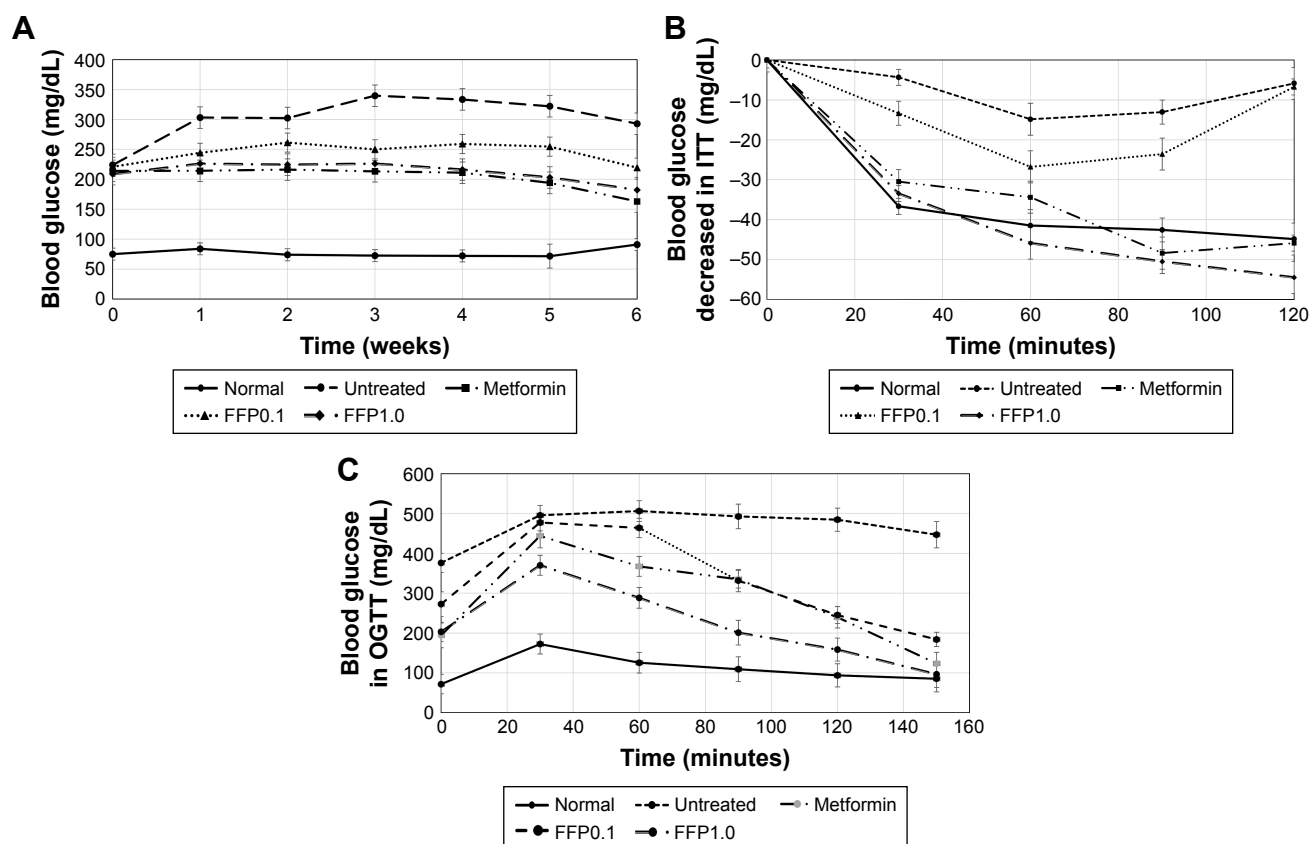 A
Blood glucose (mg/dL)
400
350
300
250
200
150
100
50
0
0 1 2 3 4 5 6
Time (weeks)
Normal Untreated Metformin
FFP0.1 FFP1.0
B
Blood glucose
decreased in ITT (mg/dL)
0
–10
–20
–30
–40
–50
–60
0 20 40 60 80 100 120
Time (minutes)
Normal Untreated Metformin
FFP0.1 FFP1.0
C
Blood glucose
in OGTT (mg/dL)
600
500
400
300
200
100
0
0 20 40 60 80 100 120 140 160
Time (minutes)
Normal Untreated Metformin
FFP0.1 FFP1.0